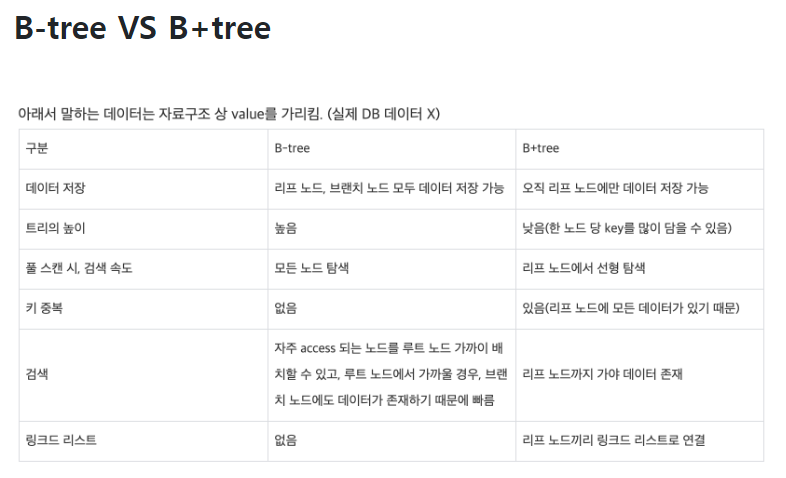 B-tree VS B+tree
아래서 말하는 데이터는 자료구조 상 value를 가리킴. (실제 DB 데이터 X)
구분 B-tree B+tree
데이터 저장 리프 노드, 브랜치 노드 모두 데이터 저장 가능 오직 리프 노드에만 데이터 저장 가능
트리의 높이 높음 낮음(한 노드 당 key를 많이 담을 수 있음)
풀 스캔 시, 검색 속도 모든 노드 탐색 리프 노드에서 선형 탐색
키 중복 없음 있음(리프 노드에 모든 데이터가 있기 때문)
검색
자주 access 되는 노드를 루트 노드 가까이 배
치할 수 있고, 루트 노드에서 가까울 경우, 브랜
치 노드에도 데이터가 존재하기 때문에 빠름
리프 노드까지 가야 데이터 존재
링크드 리스트 없음 리프 노드끼리 링크드 리스트로 연결